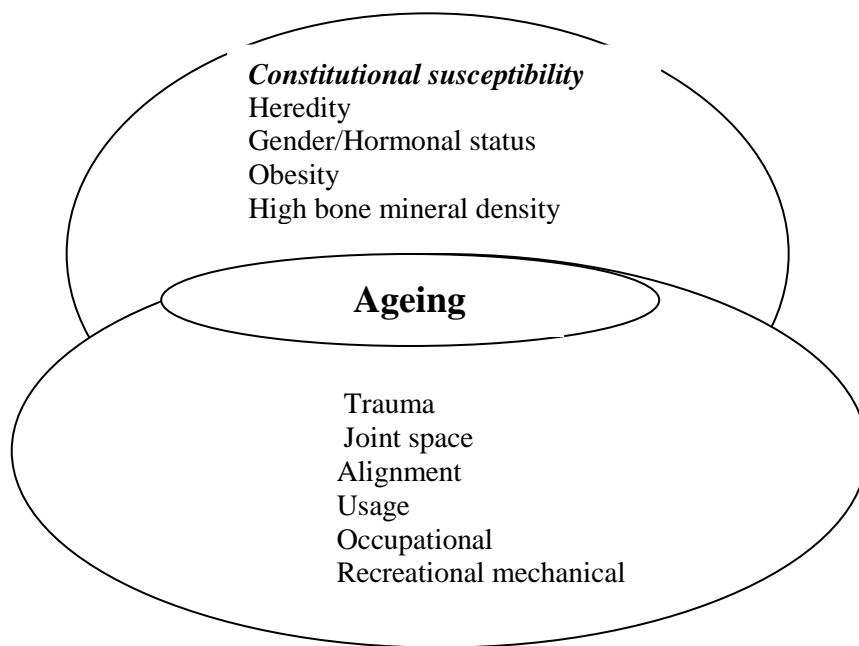 Constitutional susceptibility
Heredity
Gender/Hormonal status
Obesity
High bone mineral density
Ageing
Trauma
Joint space
Alignment
Usage
Occupational
Recreational mechanical